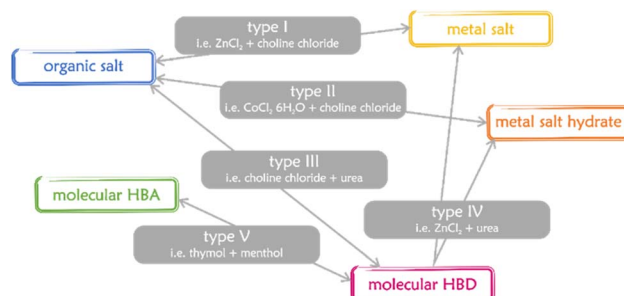 type I
i.e. ZnCl₂ + choline chloride
metal salt
organic salt
type II
i.e. CoCl₂ 6H₂O + choline chloride
metal salt hydrate
type III
i.e. choline chloride + urea
molecular HBA
type IV
i.e. ZnCl₂ + urea
type V
i.e. thymol + menthol
molecular HBD